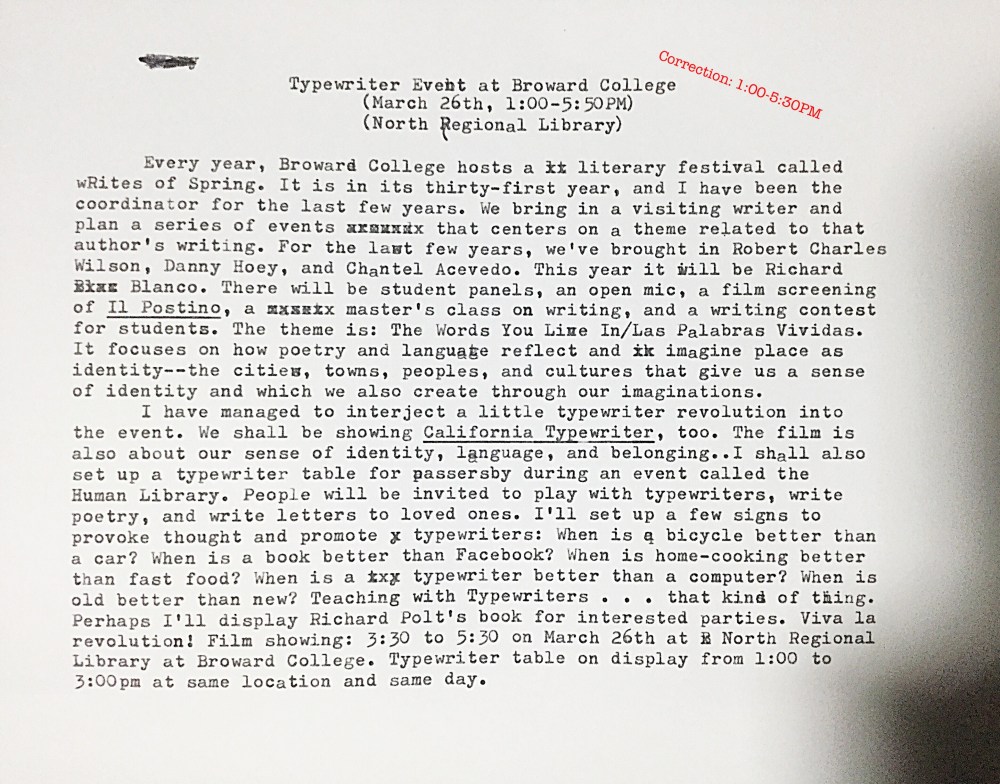 Correction: 1:00-5:30PM
Typewriter Event at Broward College
(March 26th, 1:00-5:50PM)
(North Regional Library)
Every year, Broward College hosts a literary festival called
wRites of Spring. It is in its thirty-first year, and I have been the
coordinator for the last few years. We bring in a visiting writer and
plan a series of events that centers on a theme related to that
author's writing. For the last few years, we've brought in Robert Charles
Wilson, Danny Hoey, and Chantel Acevedo. This year it will be Richard
Blanco. There will be student panels, an open mic, a film screening
of Il Postino, a master's class on writing, and a writing contest
for students. The theme is: The Words You Live In/Las Palabras Vividas.
It focuses on how poetry and language reflect and imagine place as
identity--the cities, towns, peoples, and cultures that give us a sense
of identity and which we also create through our imaginations.
I have managed to interject a little typewriter revolution into
the event. We shall be showing California Typewriter, too. The film is
also about our sense of identity, language, and belonging..I shall also
set up a typewriter table for passersby during an event called the
Human Library. People will be invited to play with typewriters, write
poetry, and write letters to loved ones. I'll set up a few signs to
provoke thought and promote typewriters: When is a bicycle better than
a car? When is a book better than Facebook? When is home-cooking better
than fast food? When is a typewriter better than a computer? When is
old better than new? Teaching with Typewriters . . . that kind of thing.
Perhaps I'll display Richard Polt's book for interested parties. Viva la
revolution! Film showing: 3:30 to 5:30 on March 26th at North Regional
Library at Broward College. Typewriter table on display from 1:00 to
3:00pm at same location and same day.